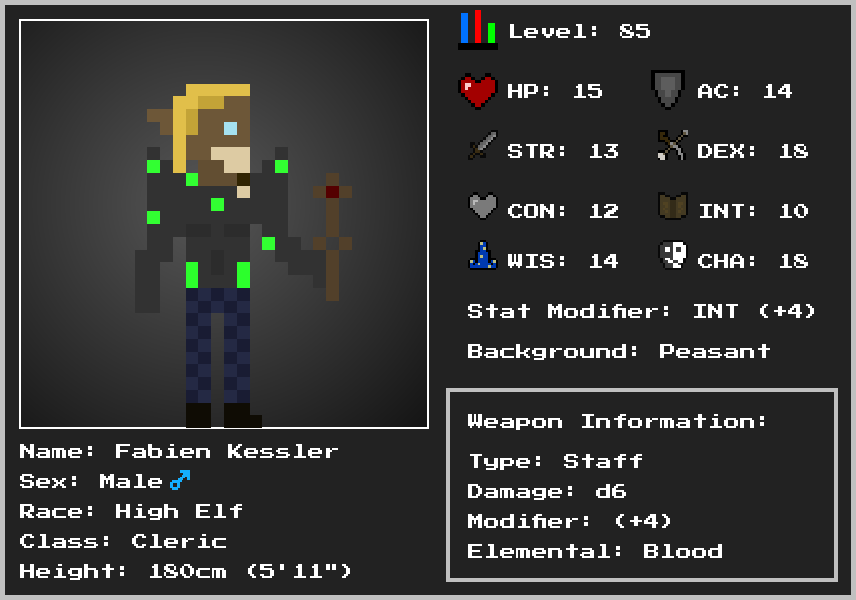 Level: 85
HP: 15
AC: 14
STR: 13
DEX: 18
CON: 12
INT: 10
WIS: 14
CHA: 18
Stat Modifier: INT (+4)
Background: Peasant
Weapon Information:
Type: Staff
Damage: d6
Modifier: (+4)
Elemental: Blood
Name: Fabien Kessler
Sex: Male♂
Race: High Elf
Class: Cleric
Height: 180cm (5'11")